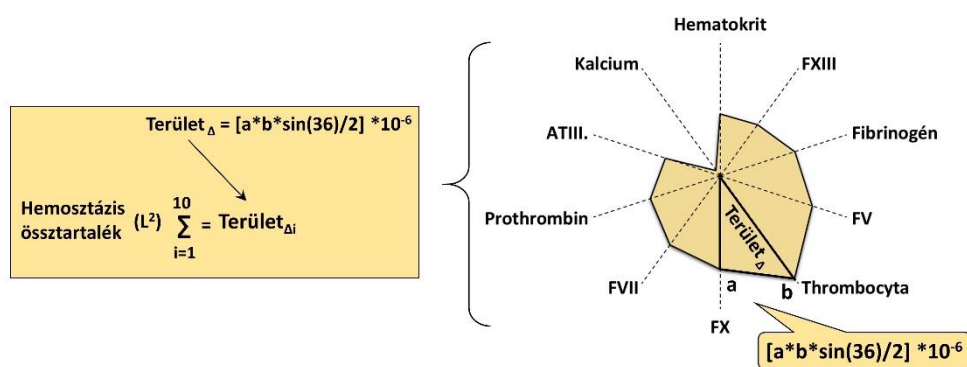 Terület Δ = [a*b*sin(36)/2] *10-6
Hemosztázis
össztartalék
(L2)
10
Σ
i=1
= TerületΔi
Hematokrit
Kalcium
FXIII
ATIII.
Fibrinogén
Prothrombin
FV
Terület Δ
FVII
a
b
Thrombocyta
FX
[a*b*sin(36)/2] *10-6